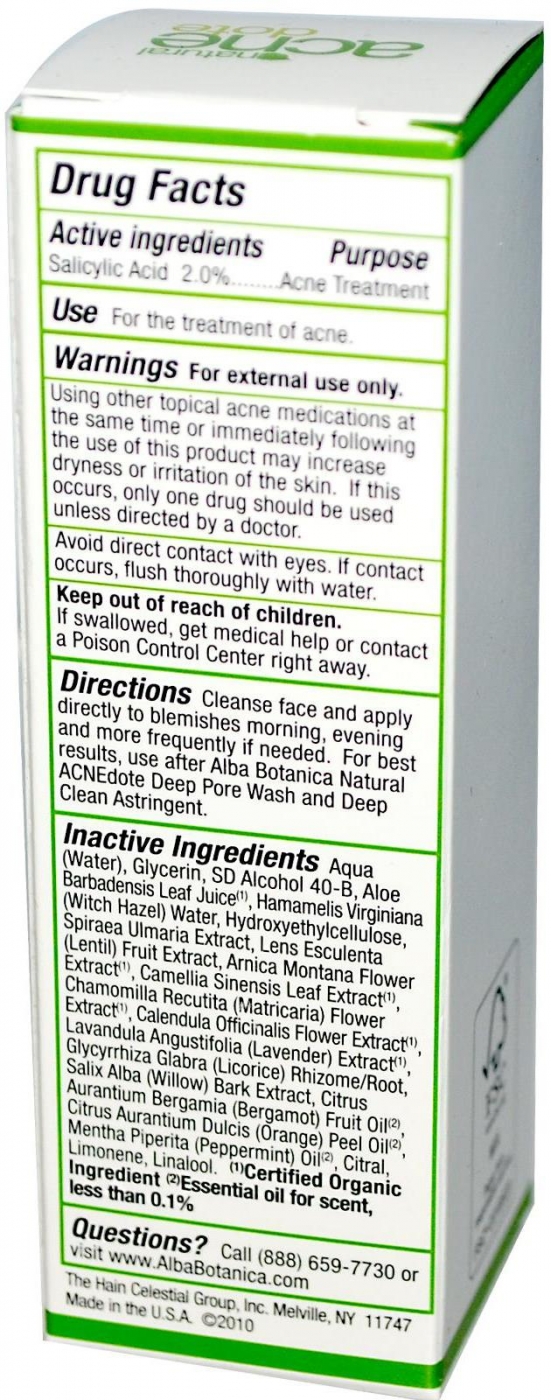 natural
acne
dote
Drug Facts
Active ingredients Purpose
Salicylic Acid 2.0%........Acne Treatment
Use For the treatment of acne.
Warnings For external use only.
Using other topical acne medications at
the same time or immediately following
the use of this product may increase
dryness or irritation of the skin. If this
occurs, only one drug should be used
unless directed by a doctor.
Avoid direct contact with eyes. If contact
occurs, flush thoroughly with water.
Keep out of reach of children.
If swallowed, get medical help or contact
a Poison Control Center right away.
Directions Cleanse face and apply
directly to blemishes morning, evening
and more frequently if needed. For best
results, use after Alba Botanica Natural
ACNEdote Deep Pore Wash and Deep
Clean Astringent.
Inactive Ingredients Aqua
(Water), Glycerin, SD Alcohol 40-B, Aloe
Barbadensis Leaf Juice(1), Hamamelis Virginiana
(Witch Hazel) Water, Hydroxyethylcellulose,
Spiraea Ulmaria Extract, Lens Esculenta
(Lentil) Fruit Extract, Arnica Montana Flower
Extract(1), Camellia Sinensis Leaf Extract(1),
Chamomilla Recutita (Matricaria) Flower
Extract(1), Calendula Officinalis Flower Extract(1),
Lavandula Angustifolia (Lavender) Extract(1),
Glycyrrhiza Glabra (Licorice) Rhizome/Root,
Salix Alba (Willow) Bark Extract, Citrus
Aurantium Bergamia (Bergamot) Fruit Oil(2),
Citrus Aurantium Dulcis (Orange) Peel Oil(2),
Mentha Piperita (Peppermint) Oil(2), Citral,
Limonene, Linalool. (1)Certified Organic
Ingredient (2)Essential oil for scent,
less than 0.1%
Questions? Call (888) 659-7730 or
visit www.AlbaBotanica.com
The Hain Celestial Group, Inc. Melville, NY 11747
Made in the U.S.A. ©2010